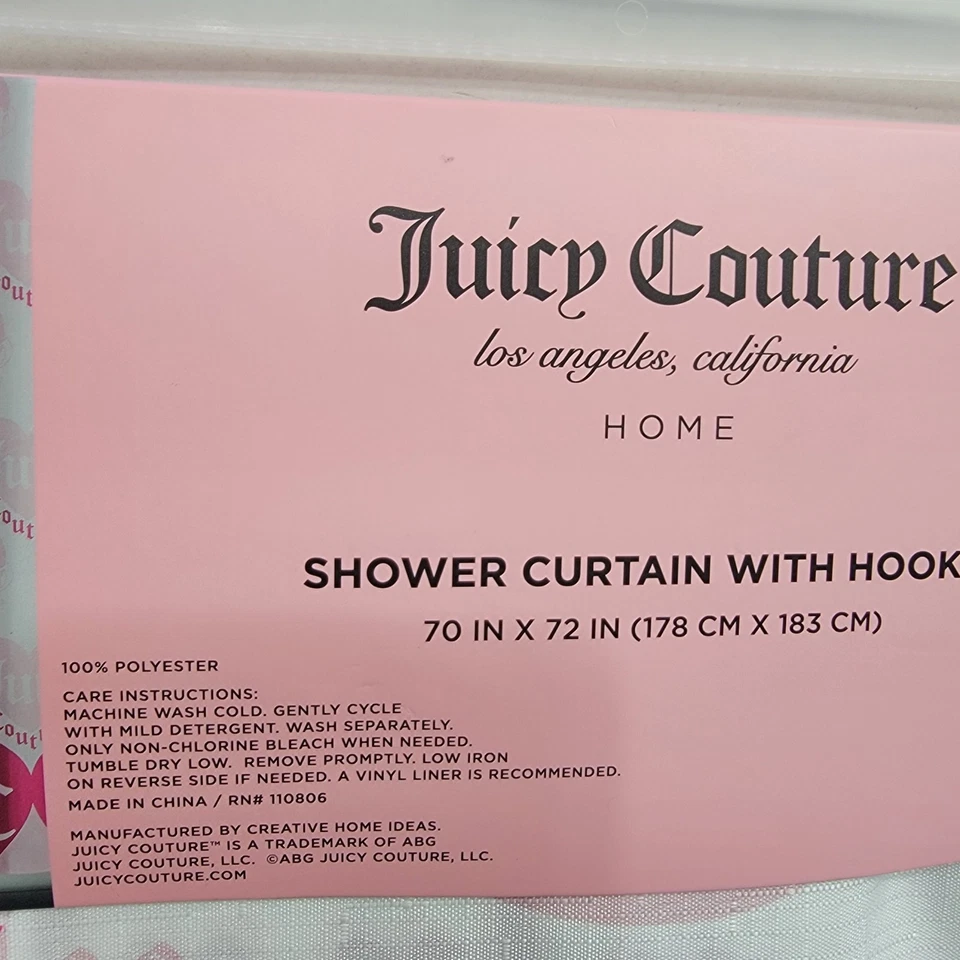 Juicy Couture
los angeles, california
HOME
SHOWER CURTAIN WITH HOOK
70 IN X 72 IN (178 CM X 183 CM)
100% POLYESTER
CARE INSTRUCTIONS:
MACHINE WASH COLD. GENTLY CYCLE
WITH MILD DETERGENT. WASH SEPARATELY.
ONLY NON-CHLORINE BLEACH WHEN NEEDED.
TUMBLE DRY LOW. REMOVE PROMPTLY. LOW IRON
ON REVERSE SIDE IF NEEDED. A VINYL LINER IS RECOMMENDED.
MADE IN CHINA / RN# 110806
MANUFACTURED BY CREATIVE HOME IDEAS.
JUICY COUTURE™ IS A TRADEMARK OF ABG
JUICY COUTURE, LLC. ©ABG JUICY COUTURE, LLC.
JUICYCOUTURE.COM
out
out
out